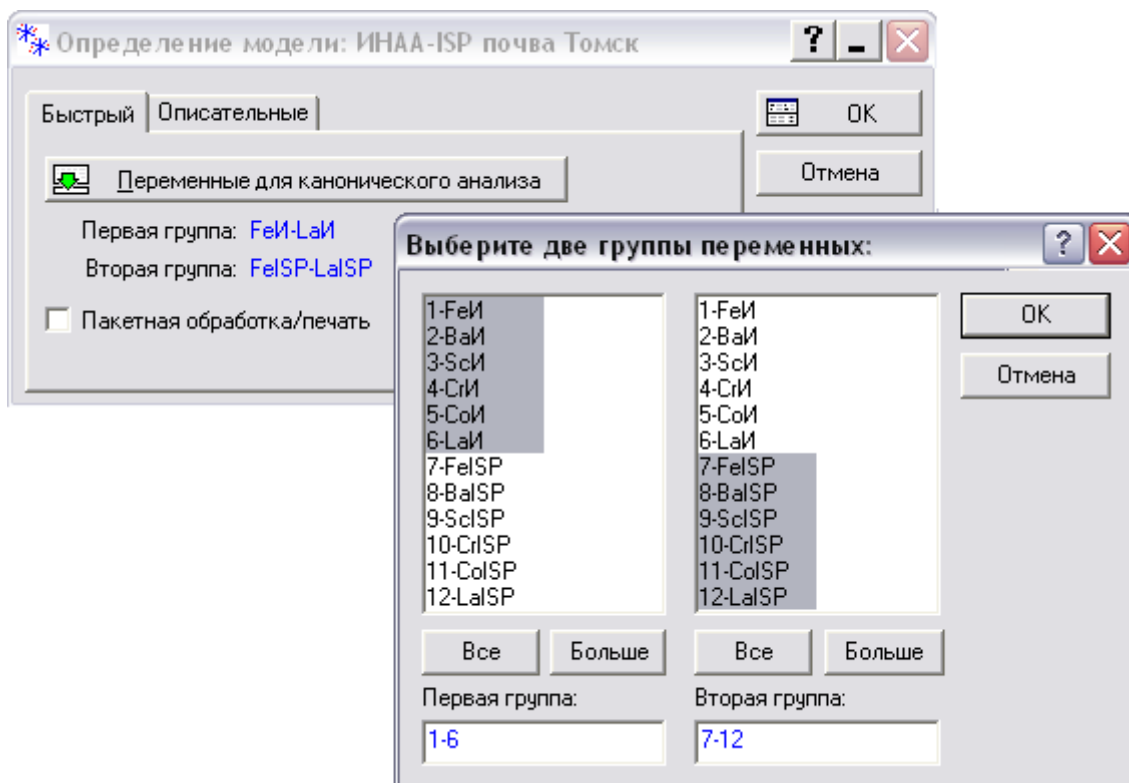 Определение модели: ИНАА-ISP почва Томск
Быстрый
Описательные
OK
Переменные для канонического анализа
Отмена
Первая группа: FeИ-LaИ
Вторая группа: FeISP-LaISP
Пакетная обработка/печать
Выберите две группы переменных:
1-FeИ
2-BaИ
3-ScИ
4-CrИ
5-CoИ
6-LaИ
7-FeISP
8-BaISP
9-ScISP
10-CrISP
11-CoISP
12-LaISP
1-FeИ
2-BaИ
3-ScИ
4-CrИ
5-CoИ
6-LaИ
7-FeISP
8-BaISP
9-ScISP
10-CrISP
11-CoISP
12-LaISP
OK
Отмена
Все
Больше
Все
Больше
Первая группа:
Вторая группа:
1-6
7-12